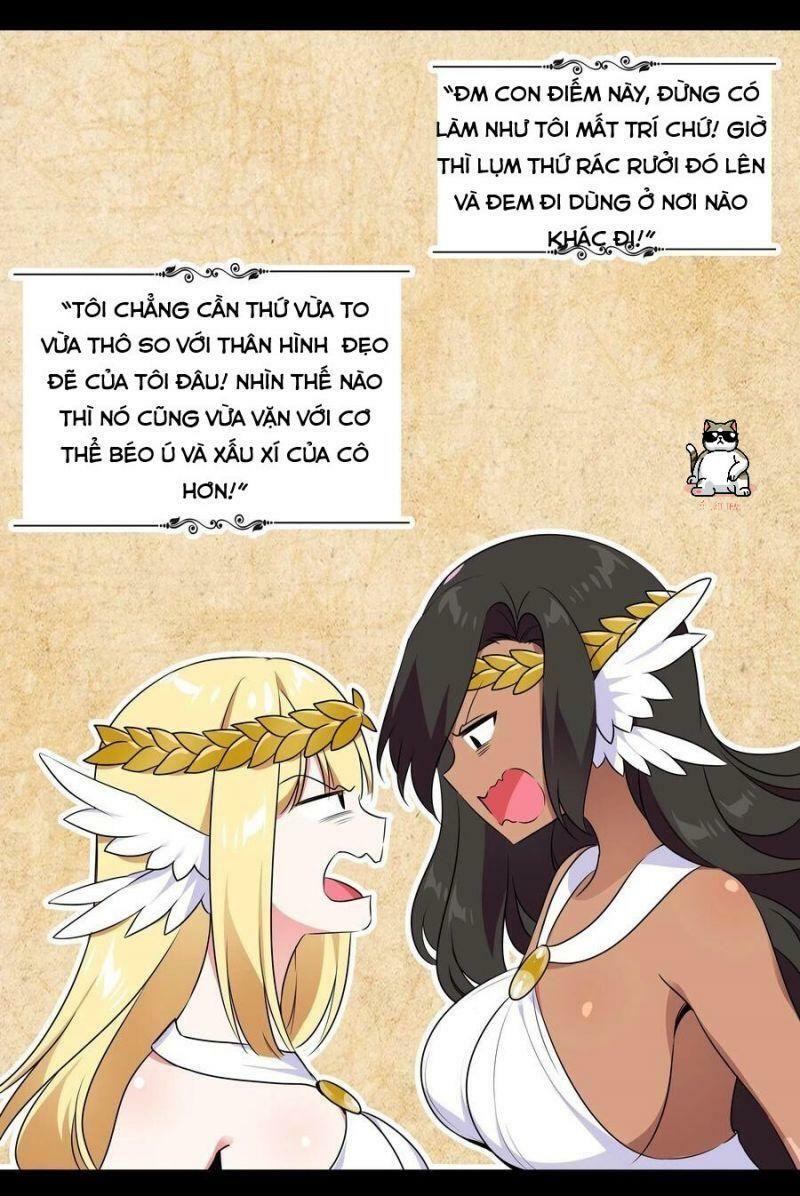 “ĐM CON ĐIẾM NÀY, ĐỪNG CÓ
LÀM NHƯ TÔI MẤT TRÍ CHỨ! GIỜ
THÌ LỤM THỨ RÁC RƯỞI ĐÓ LÊN
VÀ ĐEM ĐI DÙNG Ở NƠI NÀO
KHÁC ĐI!”
“TÔI CHẲNG CẦN THỨ VỪA TO
VỪA THÔ SO VỚI THÂN HÌNH ĐẸO
ĐẼ CỦA TÔI ĐÂU! NHÌN THẾ NÀO
THÌ NÓ CŨNG VỪA VẶN VỚI CƠ
THỂ BÉO Ú VÀ XẤU XÍ CỦA CÔ
HƠN!”